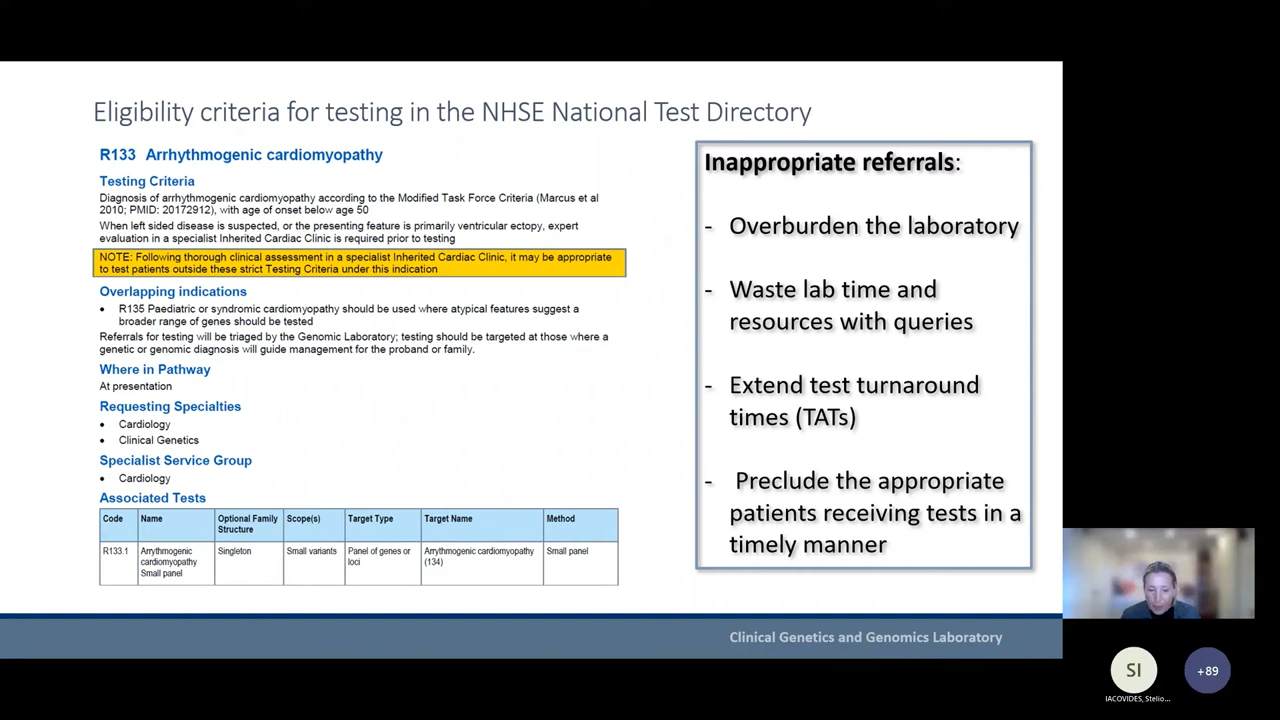 Eligibility criteria for testing in the NHSE National Test Directory
R133 Arrhythmogenic cardiomyopathy
Testing Criteria
Diagnosis of arrhythmogenic cardiomyopathy according to the Modified Task Force Criteria (Marcus et al
2010; PMID: 20172912), with age of onset below age 50
When left sided disease is suspected, or the presenting feature is primarily ventricular ectopy, expert
evaluation in a specialist Inherited Cardiac Clinic is required prior to testing
NOTE: Following thorough clinical assessment in a specialist Inherited Cardiac Clinic, it may be appropriate
to test patients outside these strict Testing Criteria under this indication
Overlapping indications
• R135 Paediatric or syndromic cardiomyopathy should be used where atypical features suggest a
broader range of genes should be tested
Referrals for testing will be triaged by the Genomic Laboratory; testing should be targeted at those where a
genetic or genomic diagnosis will guide management for the proband or family.
Where in Pathway
At presentation
Requesting Specialties
• Cardiology
• Clinical Genetics
Specialist Service Group
• Cardiology
Associated Tests
Code Name Optional Family Scope(s) Target Type Target Name Method
Structure
R133.1 Arrythmogenic Singleton Small variants Panel of genes or Arrythmogenic cardiomyopathy Small panel
cardiomyopathy loci (134)
Small panel
Inappropriate referrals:
- Overburden the laboratory
- Waste lab time and
resources with queries
- Extend test turnaround
times (TATs)
- Preclude the appropriate
patients receiving tests in a
timely manner
Clinical Genetics and Genomics Laboratory
SI
+89
IACOVIDES, Stelio...